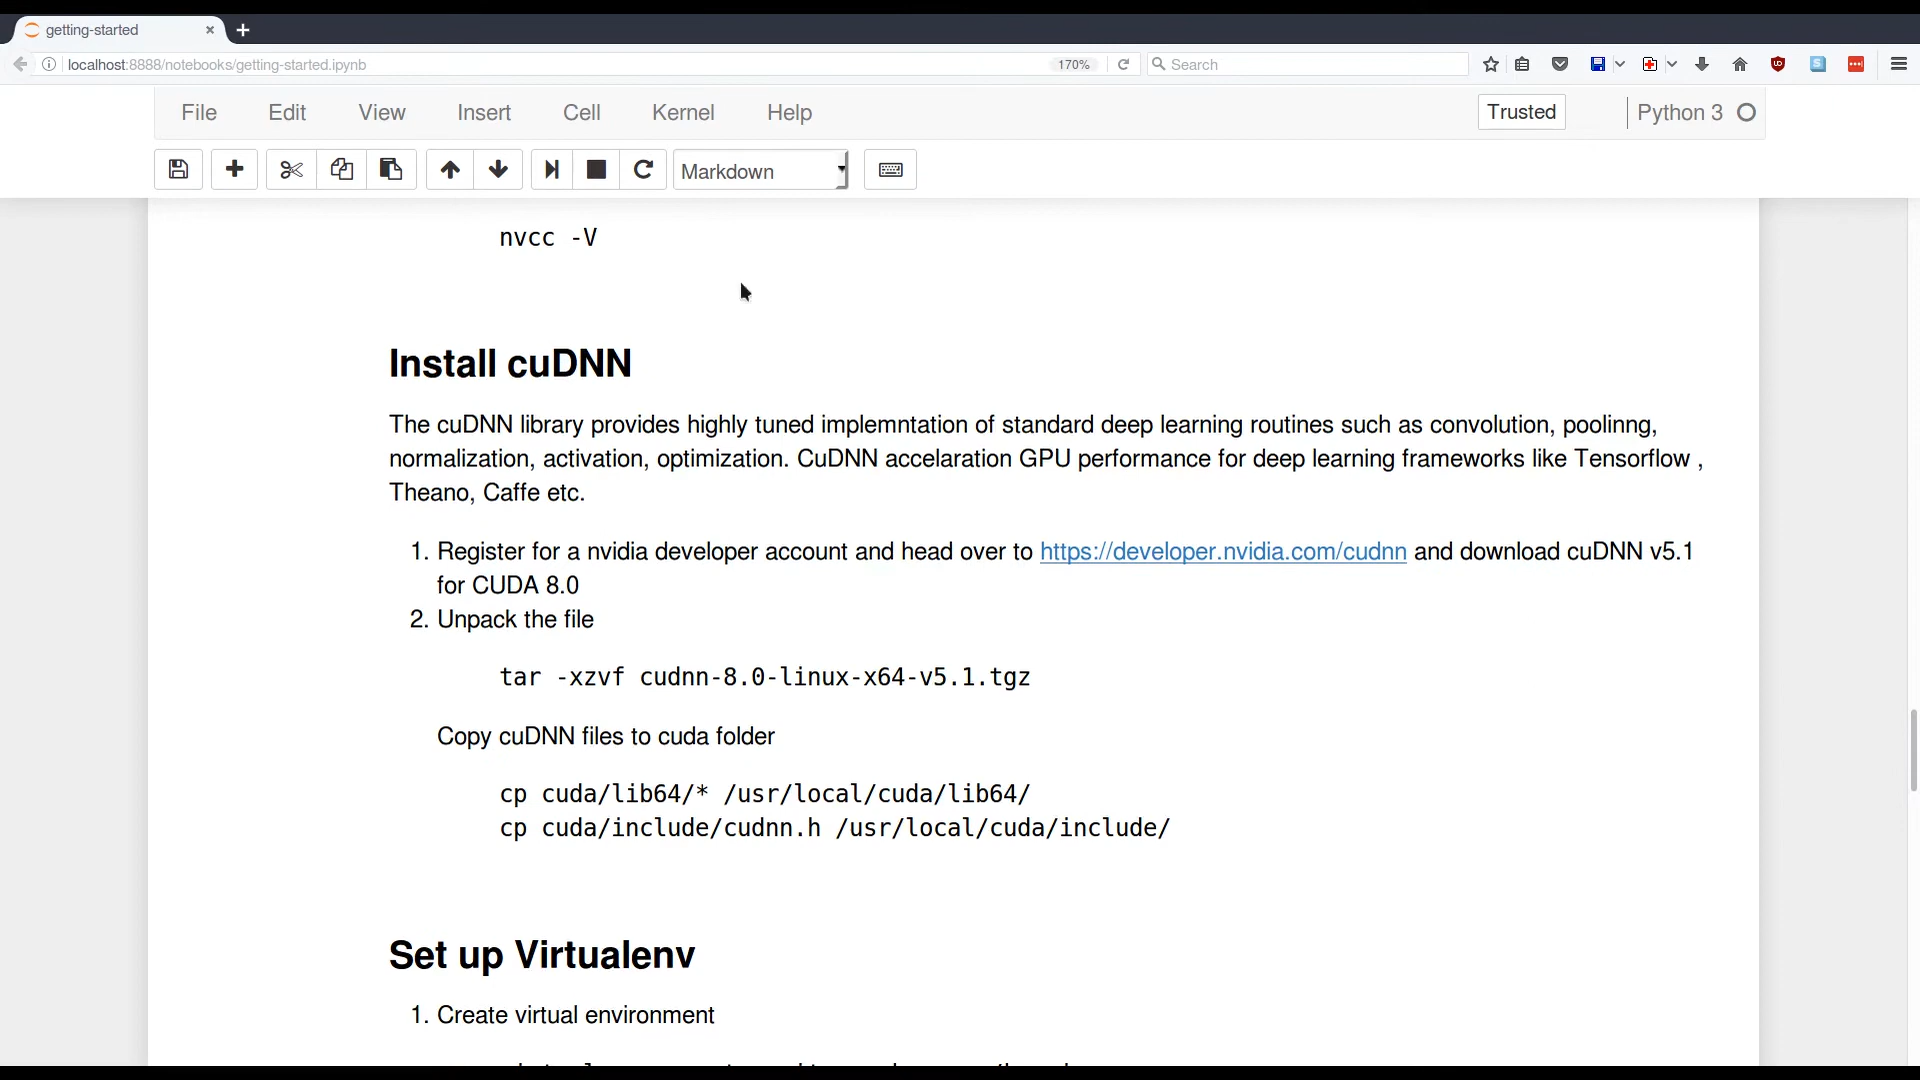 getting-started
localhost:8888/notebooks/getting-started.ipynb
170%
Search
File Edit View Insert Cell Kernel Help
Trusted
Python 3
Markdown
nvcc -V
Install cuDNN
The cuDNN library provides highly tuned implemntation of standard deep learning routines such as convolution, poolinng,
normalization, activation, optimization. CuDNN accelaration GPU performance for deep learning frameworks like Tensorflow ,
Theano, Caffe etc.
1. Register for a nvidia developer account and head over to https://developer.nvidia.com/cudnn and download cuDNN v5.1
for CUDA 8.0
2. Unpack the file
tar -xzvf cudnn-8.0-linux-x64-v5.1.tgz
Copy cuDNN files to cuda folder
cp cuda/lib64/* /usr/local/cuda/lib64/
cp cuda/include/cudnn.h /usr/local/cuda/include/
Set up Virtualenv
1. Create virtual environment